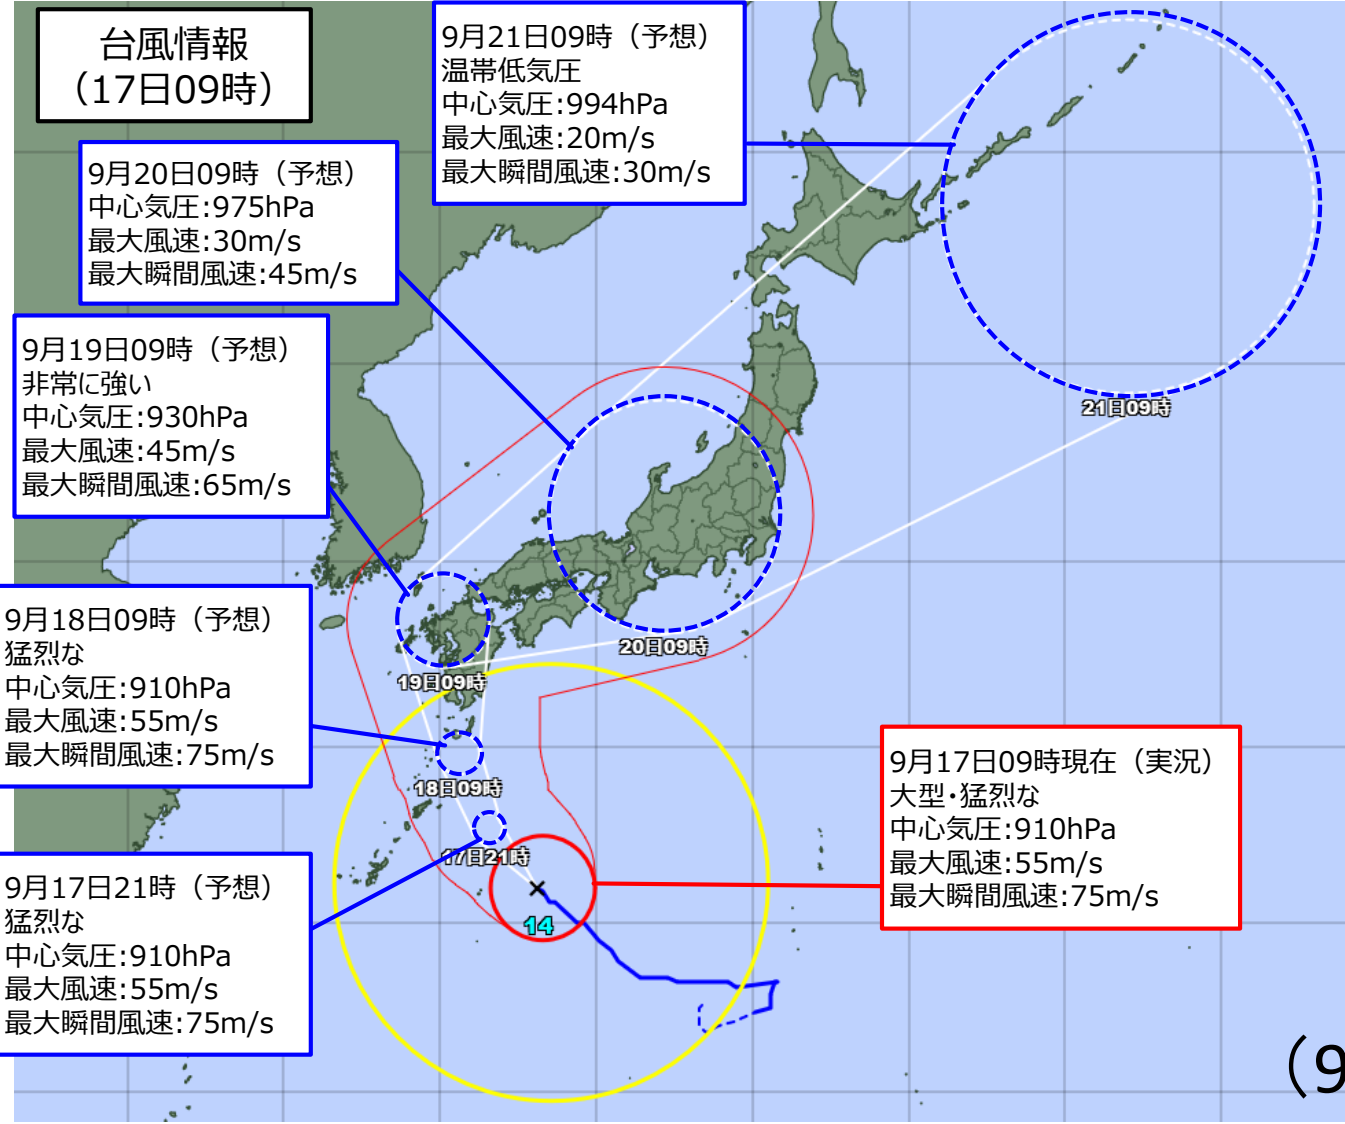 台風情報
（17日09時）
9月21日09時（予想）
温帯低気圧
中心気圧:994hPa
最大風速:20m/s
最大瞬間風速:30m/s
9月20日09時（予想）
中心気圧:975hPa
最大風速:30m/s
最大瞬間風速:45m/s
9月19日09時（予想）
非常に強い
中心気圧:930hPa
最大風速:45m/s
最大瞬間風速:65m/s
21日09時
9月18日09時（予想）
猛烈な
中心気圧:910hPa
最大風速:55m/s
最大瞬間風速:75m/s
20日09時
19日09時
18日09時
17日21時
14
9月17日09時現在（実況）
大型・猛烈な
中心気圧:910hPa
最大風速:55m/s
最大瞬間風速:75m/s
9月17日21時（予想）
猛烈な
中心気圧:910hPa
最大風速:55m/s
最大瞬間風速:75m/s
（9